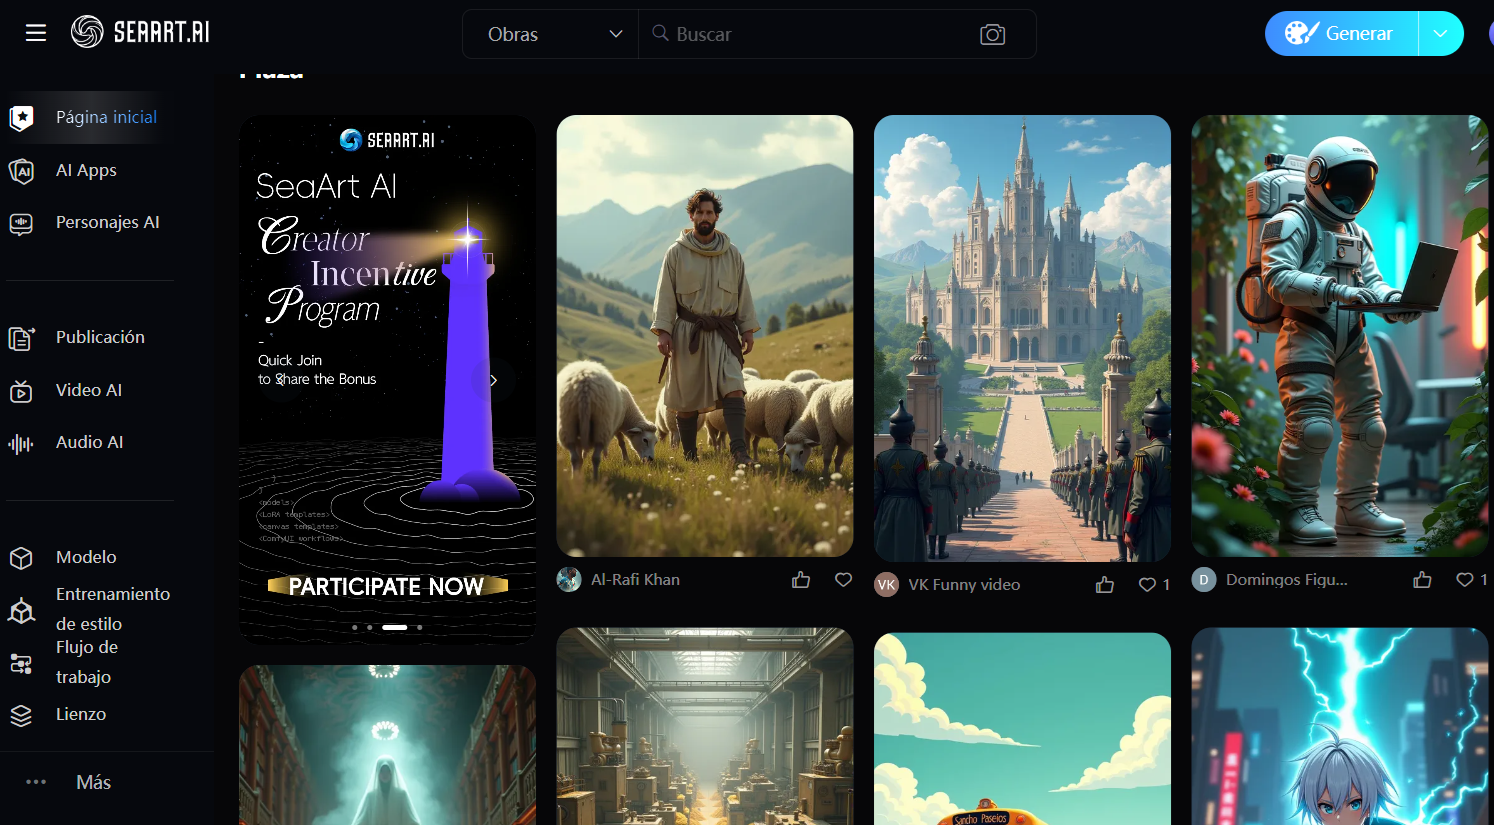 SEAART.AI
Obras
Buscar
Generar
Página inicial
AI Apps
Personajes AI
Publicación
Video AI
Audio AI
Modelo
Entrenamiento
de estilo
Flujo de
trabajo
Lienzo
Más
Plaza
SEAART.AI
SeaArt AI
Creator
Incentive
Program
-
Quick Join
to Share the Bonus
}
}
<models>
<LoRA templates>
<canvas templates>
<ComfyUI workflows>
PARTICIPATE NOW
Al-Rafi Khan
VK
VK Funny video
1
D
Domingos Figu...
1
Sancho Paseios